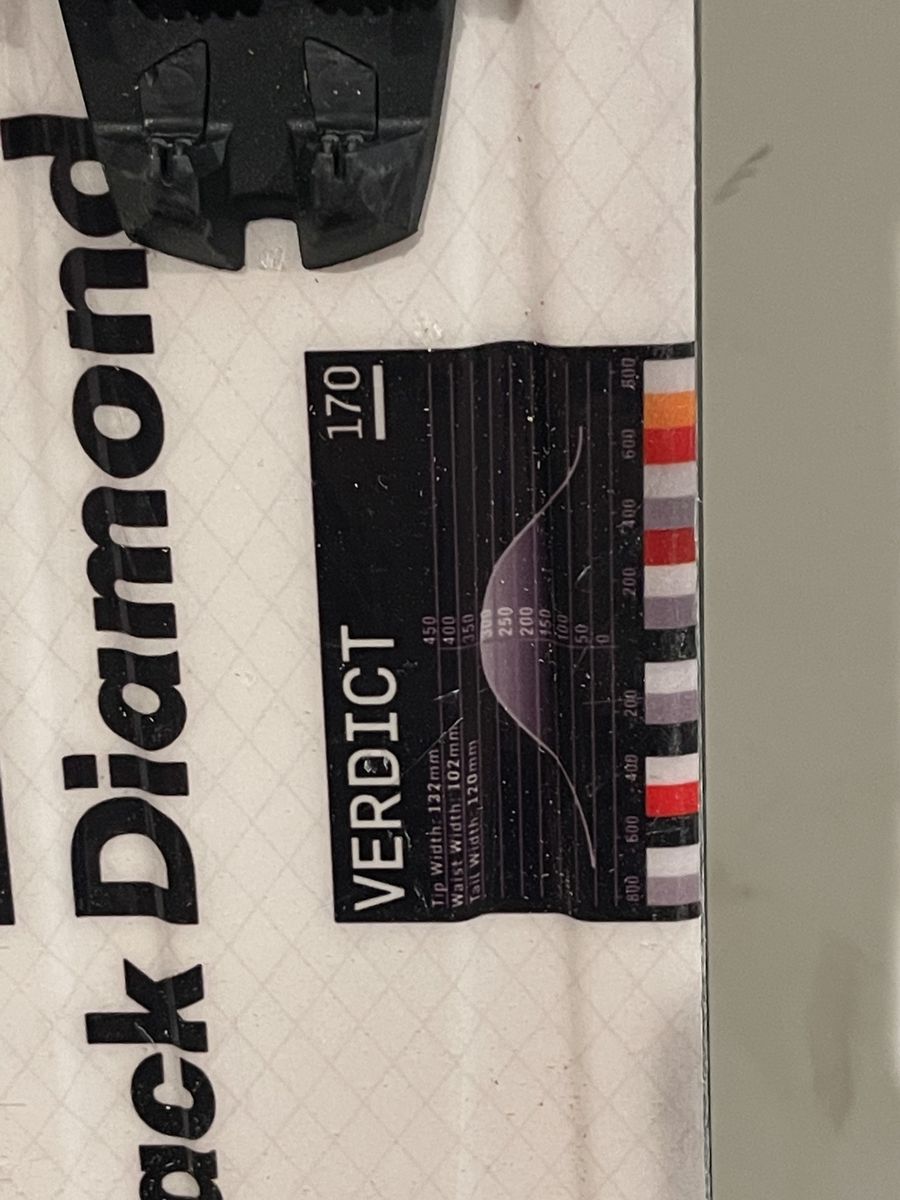 ack Diamond
VERDICT 170
Tip Width: 132mm
Waist Width: 102mm
Tail Width: 120mm
450
400
350
300
250
200
150
100
50
0
800 600 400 200 200 400 600 800